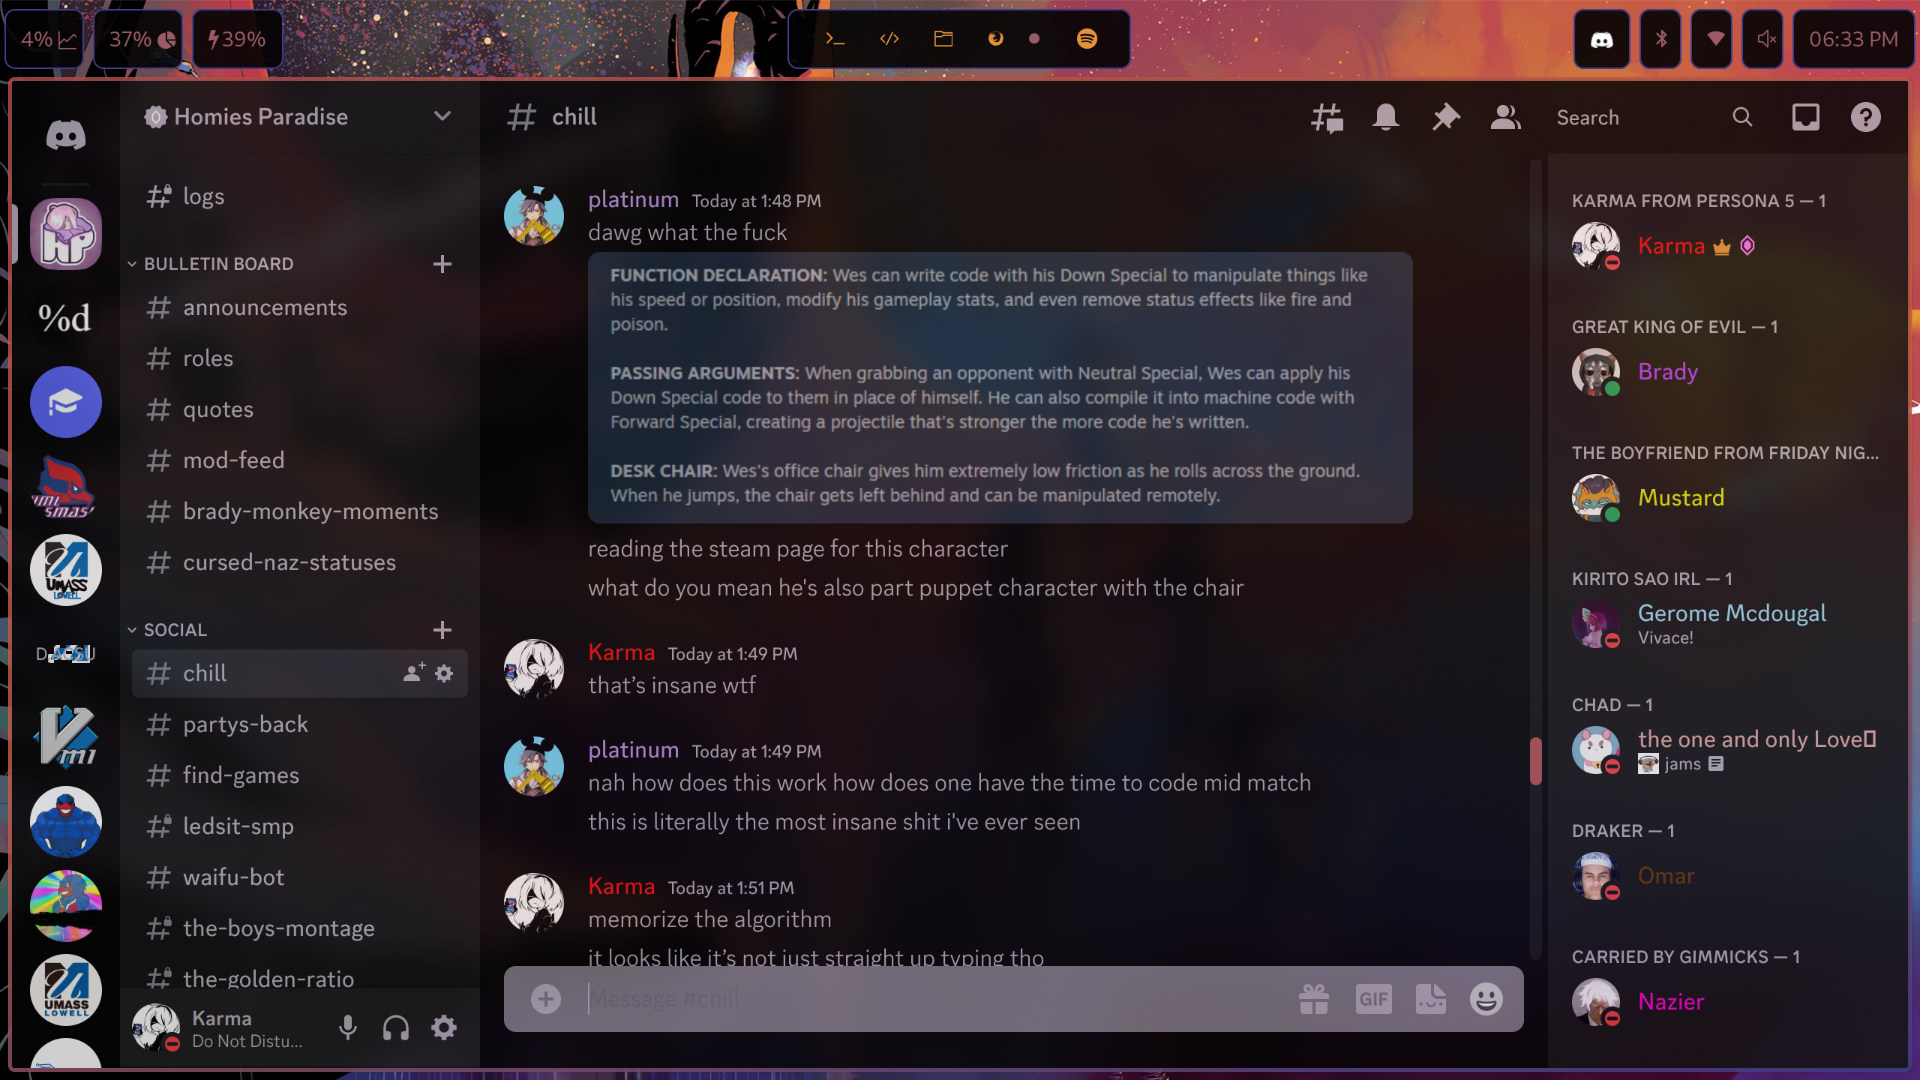 4%
37%
39%
06:33 PM
Homies Paradise
logs
BULLETIN BOARD
announcements
roles
quotes
mod-feed
brady-monkey-moments
cursed-naz-statuses
SOCIAL
chill
partys-back
find-games
ledsit-smp
waifu-bot
the-boys-montage
the-golden-ratio
Karma
Do Not Distu...
HP
%d
UMASS
LOWELL
UMASS
LOWELL
chill
Search
platinum Today at 1:48 PM
dawg what the fuck
FUNCTION DECLARATION: Wes can write code with his Down Special to manipulate things like
his speed or position, modify his gameplay stats, and even remove status effects like fire and
poison.
PASSING ARGUMENTS: When grabbing an opponent with Neutral Special, Wes can apply his
Down Special code to them in place of himself. He can also compile it into machine code with
Forward Special, creating a projectile that's stronger the more code he's written.
DESK CHAIR: Wes's office chair gives him extremely low friction as he rolls across the ground.
When he jumps, the chair gets left behind and can be manipulated remotely.
reading the steam page for this character
what do you mean he's also part puppet character with the chair
Karma Today at 1:49 PM
that’s insane wtf
platinum Today at 1:49 PM
nah how does this work how does one have the time to code mid match
this is literally the most insane shit i've ever seen
Karma Today at 1:51 PM
memorize the algorithm
it looks like it’s not just straight up typing tho
Message #chill
GIF
KARMA FROM PERSONA 5 — 1
Karma
GREAT KING OF EVIL — 1
Brady
THE BOYFRIEND FROM FRIDAY NIG...
Mustard
KIRITO SAO IRL — 1
Gerome Mcdougal
Vivace!
CHAD — 1
the one and only Love
jams
DRAKER — 1
Omar
CARRIED BY GIMMICKS — 1
Nazier